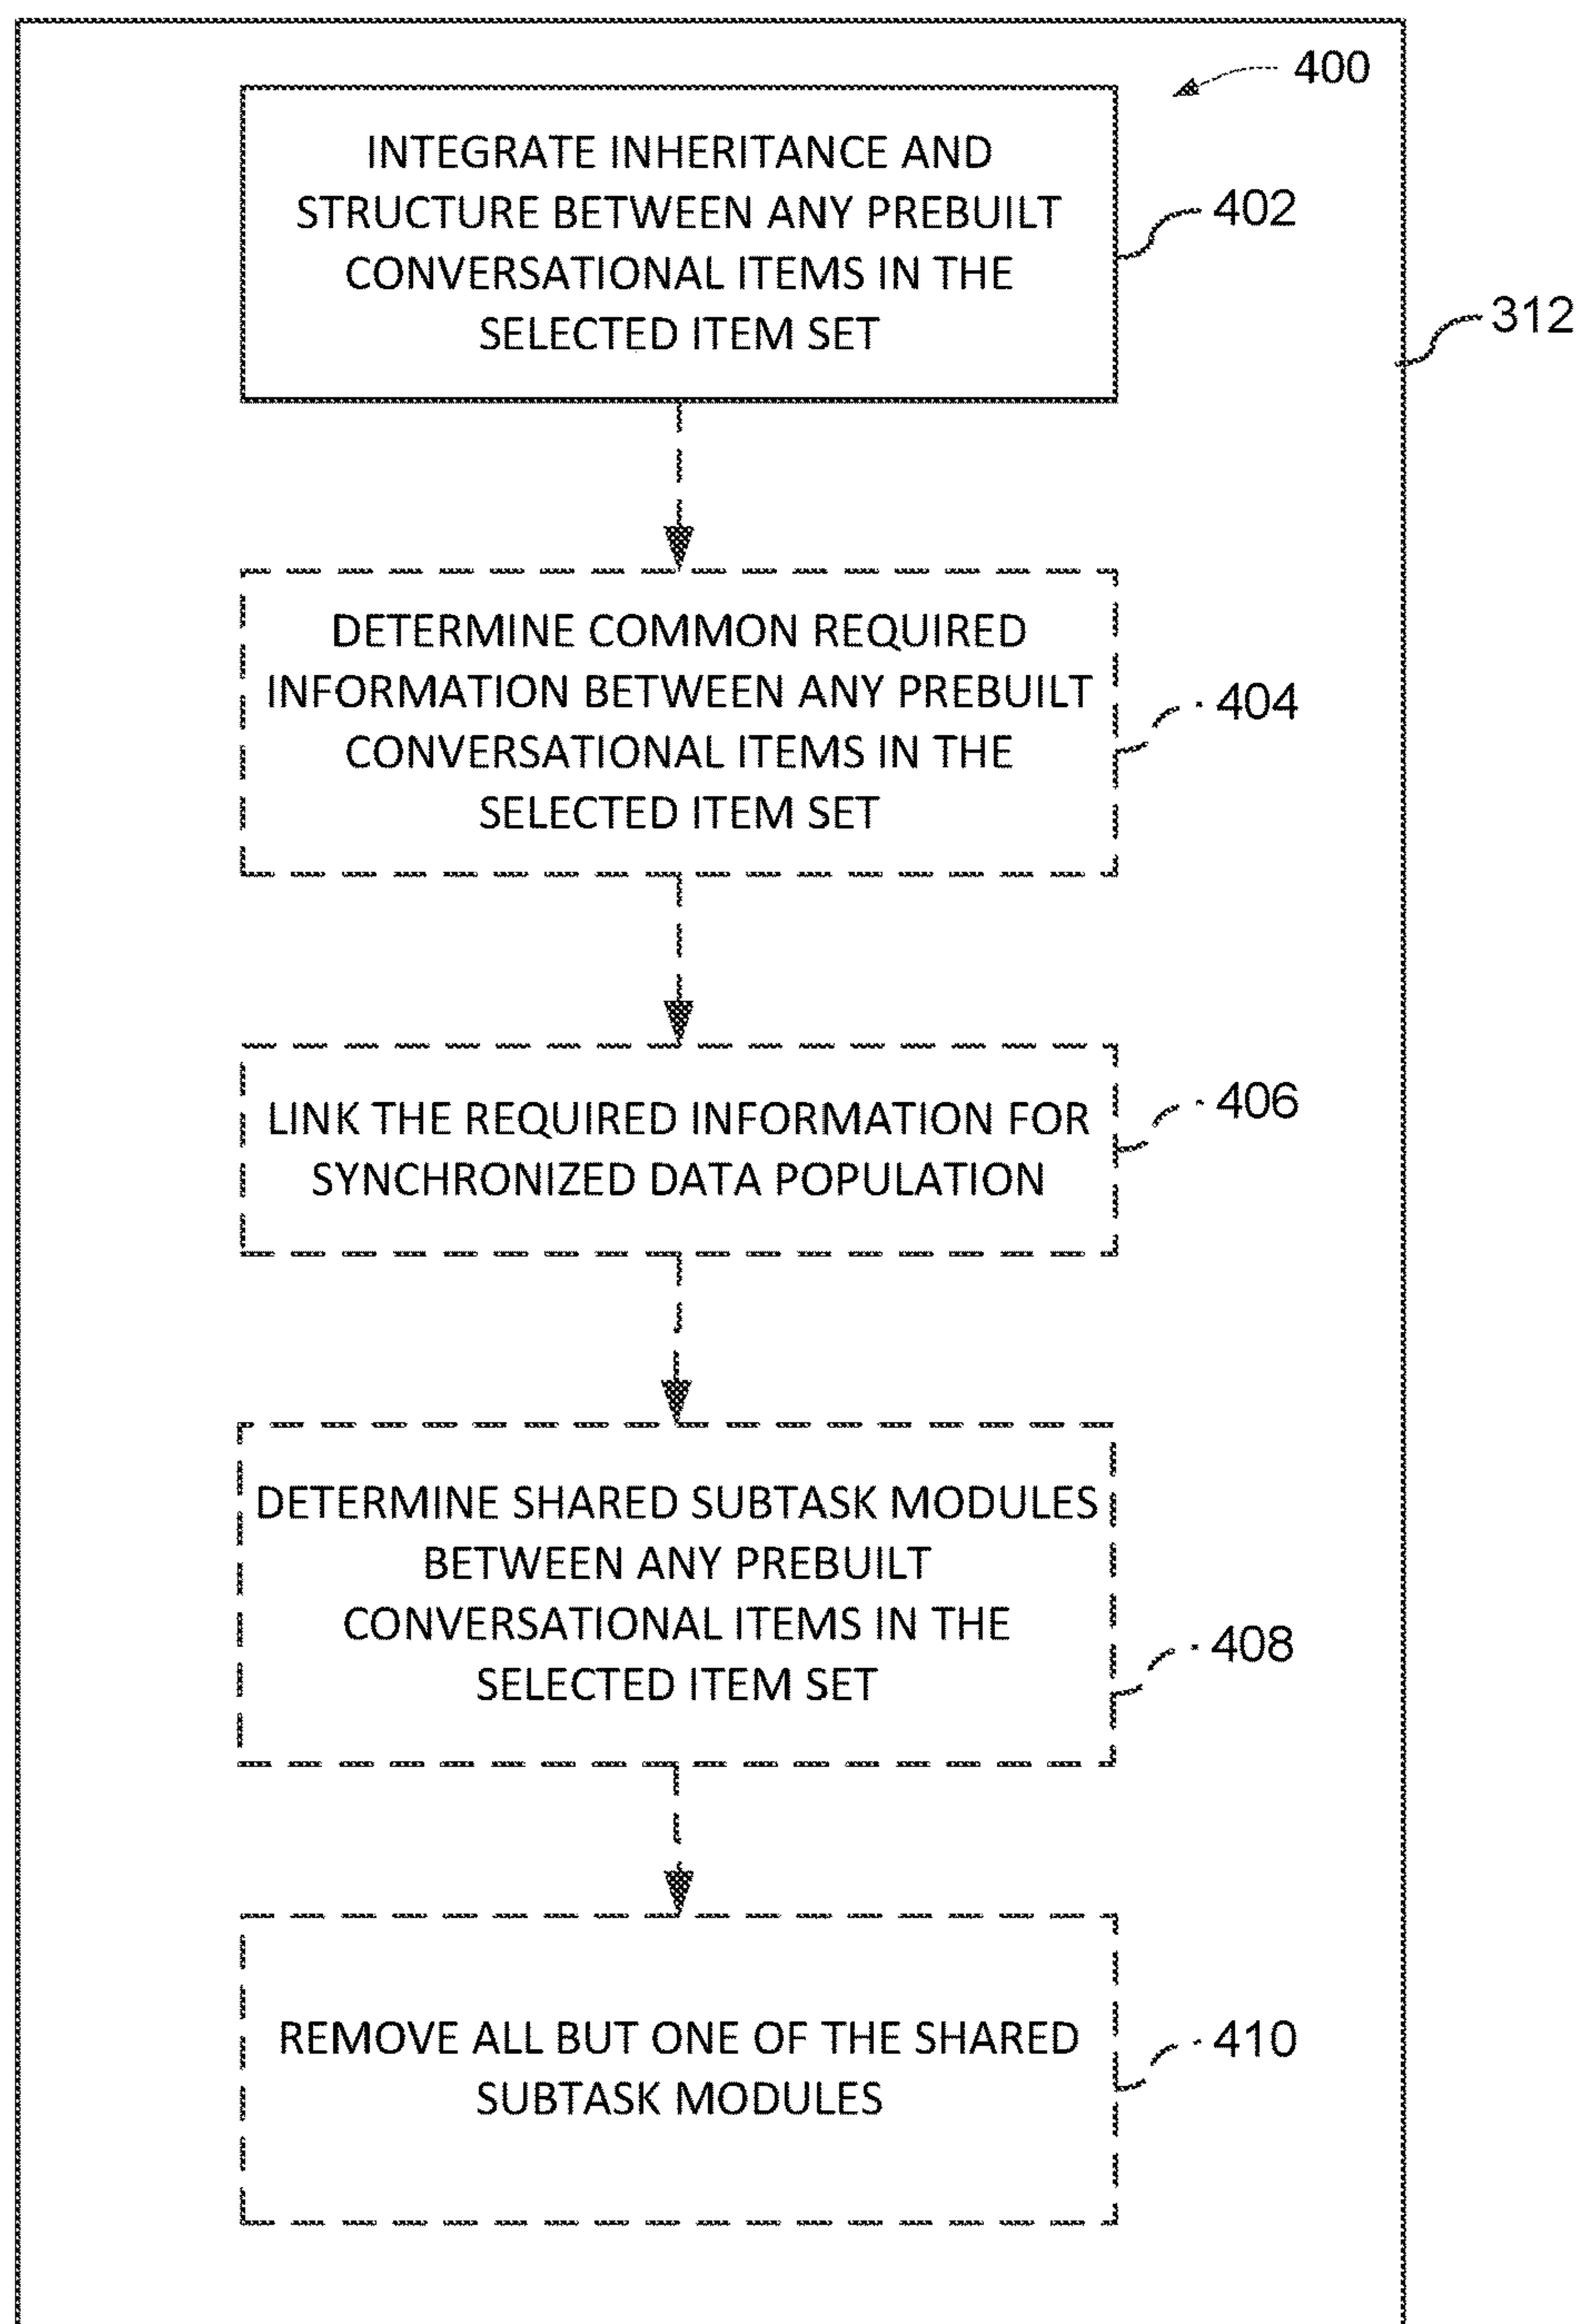 400
INTEGRATE INHERITANCE AND
STRUCTURE BETWEEN ANY PREBUILT
CONVERSATIONAL ITEMS IN THE
SELECTED ITEM SET
402
312
DETERMINE COMMON REQUIRED
INFORMATION BETWEEN ANY PREBUILT
CONVERSATIONAL ITEMS IN THE
SELECTED ITEM SET
404
LINK THE REQUIRED INFORMATION FOR
SYNCHRONIZED DATA POPULATION
406
DETERMINE SHARED SUBTASK MODULES
BETWEEN ANY PREBUILT
CONVERSATIONAL ITEMS IN THE
SELECTED ITEM SET
408
REMOVE ALL BUT ONE OF THE SHARED
SUBTASK MODULES
410